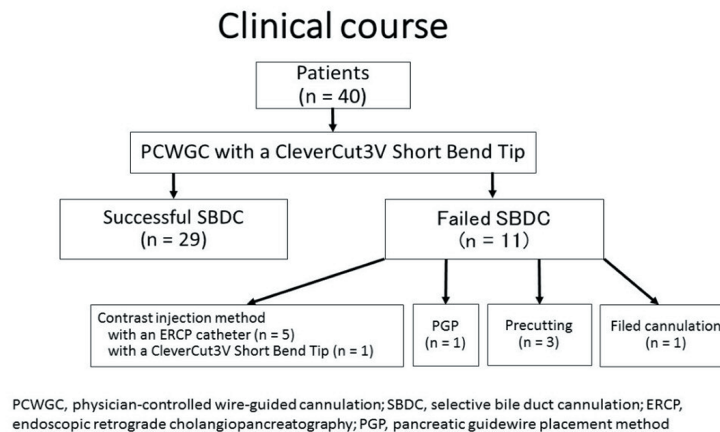 Clinical course
Patients
(n = 40)
PCWGC with a CleverCut3V Short Bend Tip
Successful SBDC
(n = 29)
Failed SBDC
(n = 11)
Contrast injection method
with an ERCP catheter (n = 5)
with a CleverCut3V Short Bend Tip (n = 1)
PGP
(n = 1)
Precutting
(n = 3)
Filed cannulation
(n = 1)
PCWGC, physician-controlled wire-guided cannulation; SBDC, selective bile duct cannulation; ERCP,
endoscopic retrograde cholangiopancreatography; PGP, pancreatic guidewire placement method